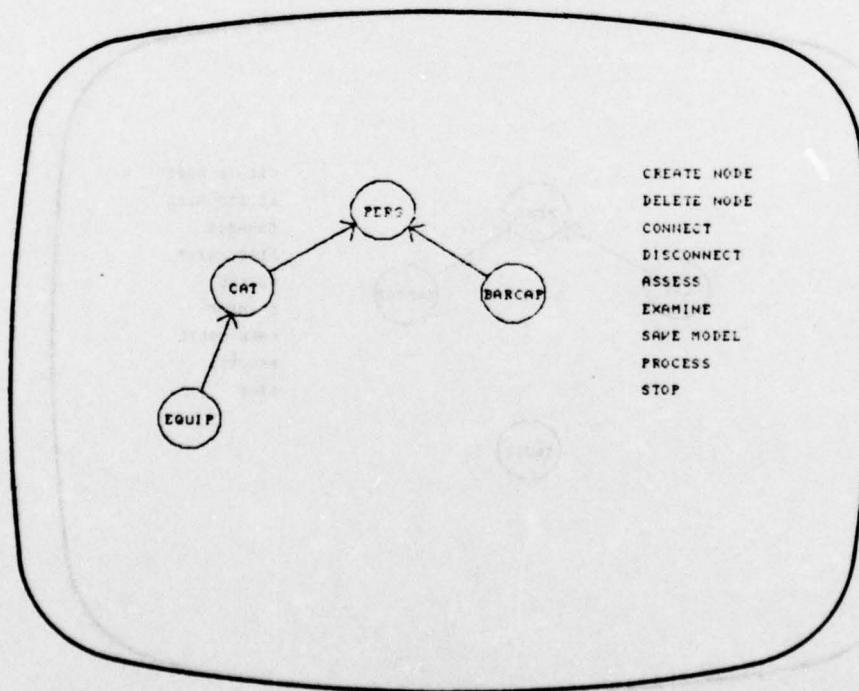 PERS
CAT
BARCAP
EQUIP
CREATE NODE
DELETE NODE
CONNECT
DISCONNECT
ASSESS
EXAMINE
SAVE MODEL
PROCESS
STOP